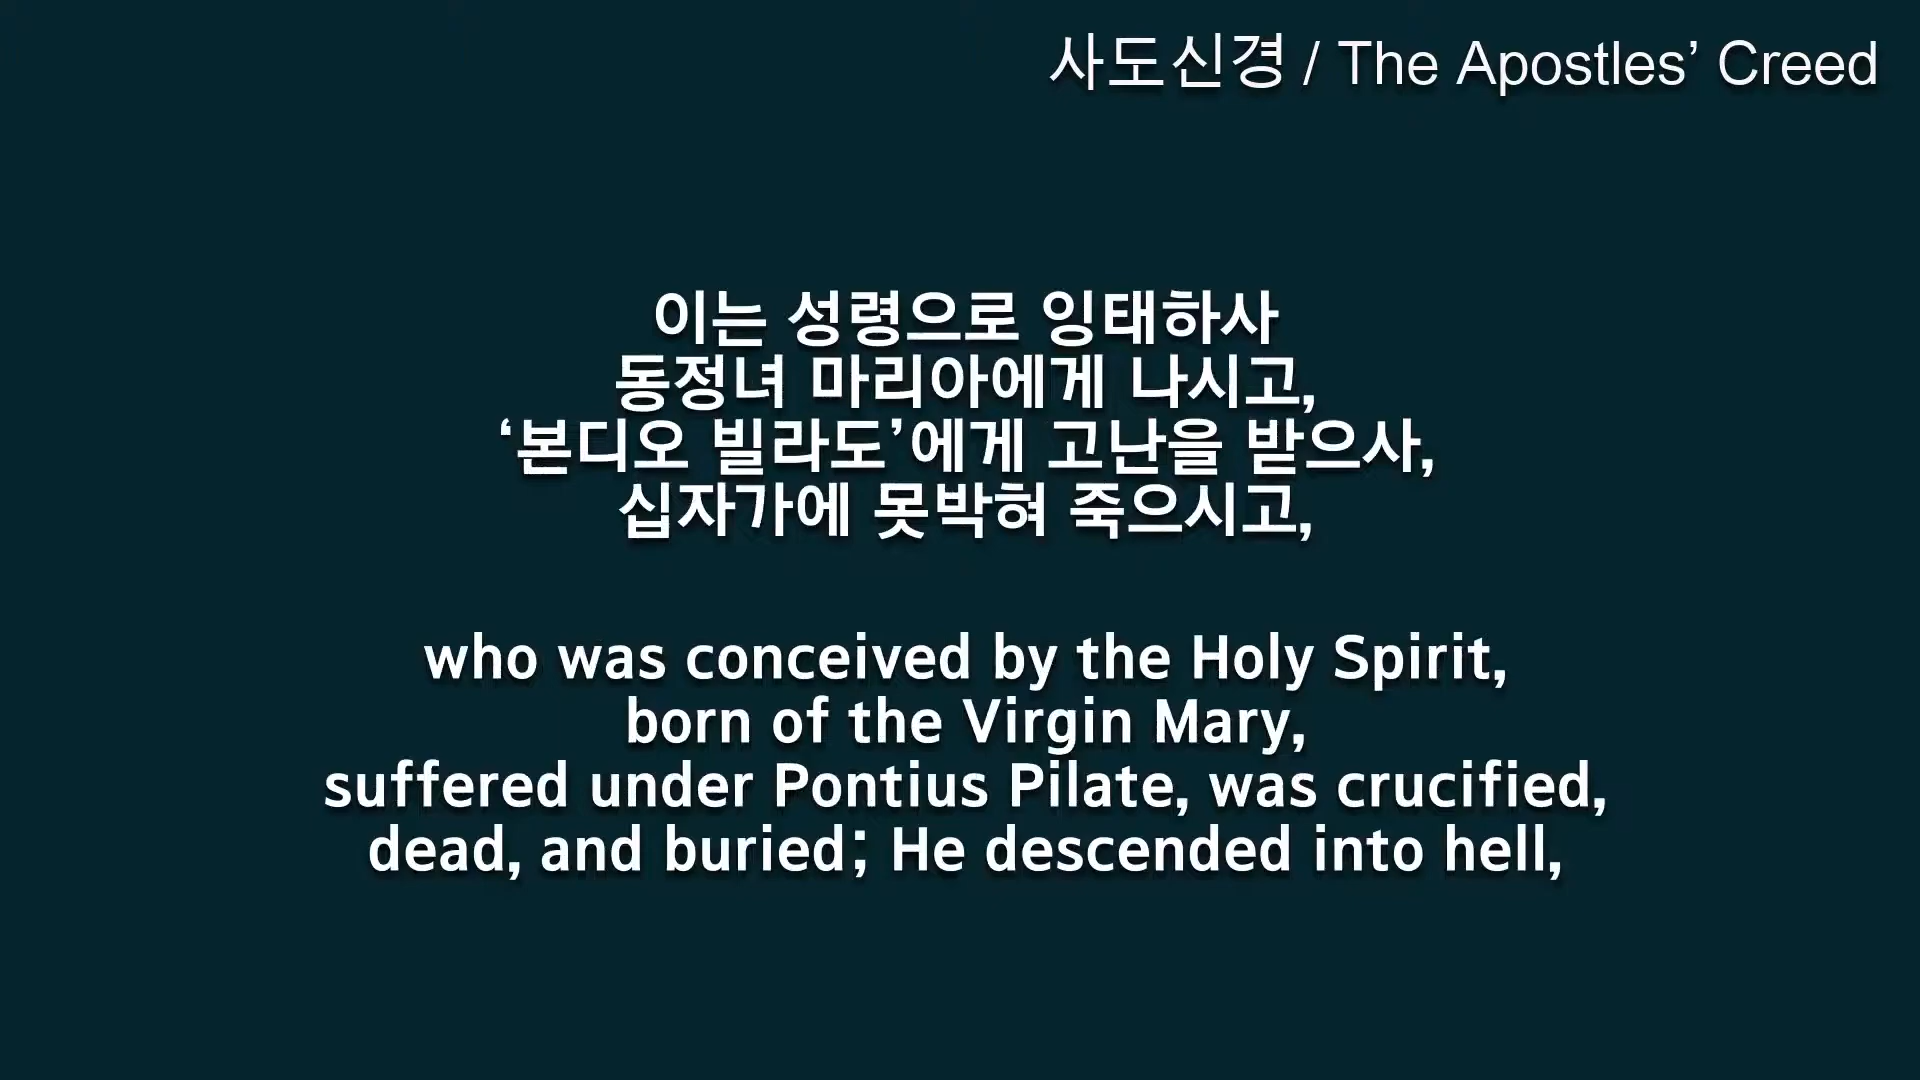 사도신경 / The Apostles’ Creed
이는 성령으로 잉태하사
동정녀 마리아에게 나시고,
‘본디오 빌라도’에게 고난을 받으사,
십자가에 못박혀 죽으시고,
who was conceived by the Holy Spirit,
born of the Virgin Mary,
suffered under Pontius Pilate, was crucified,
dead, and buried; He descended into hell,